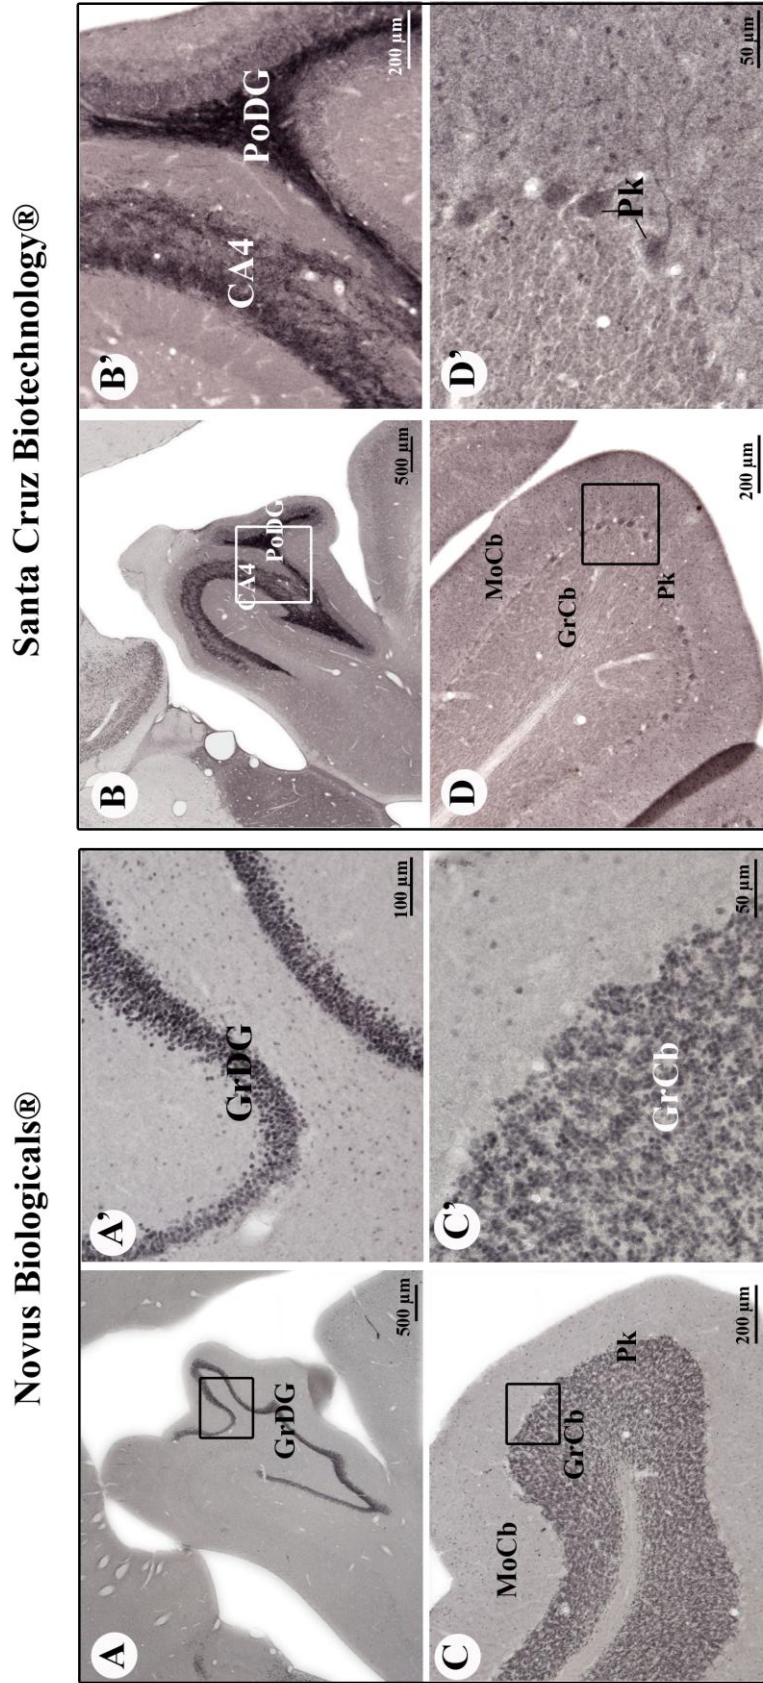 Novus Biologicals®
Santa Cruz Biotechnology®
A
GrDG
500 µm
A’
GrDG
100 µm
B
CA4
PoDG
500 µm
B’
CA4
PoDG
200 µm
C
MoCb
GrCb
Pk
200 µm
C’
GrCb
50 µm
D
MoCb
GrCb
Pk
200 µm
D’
Pk
50 µm